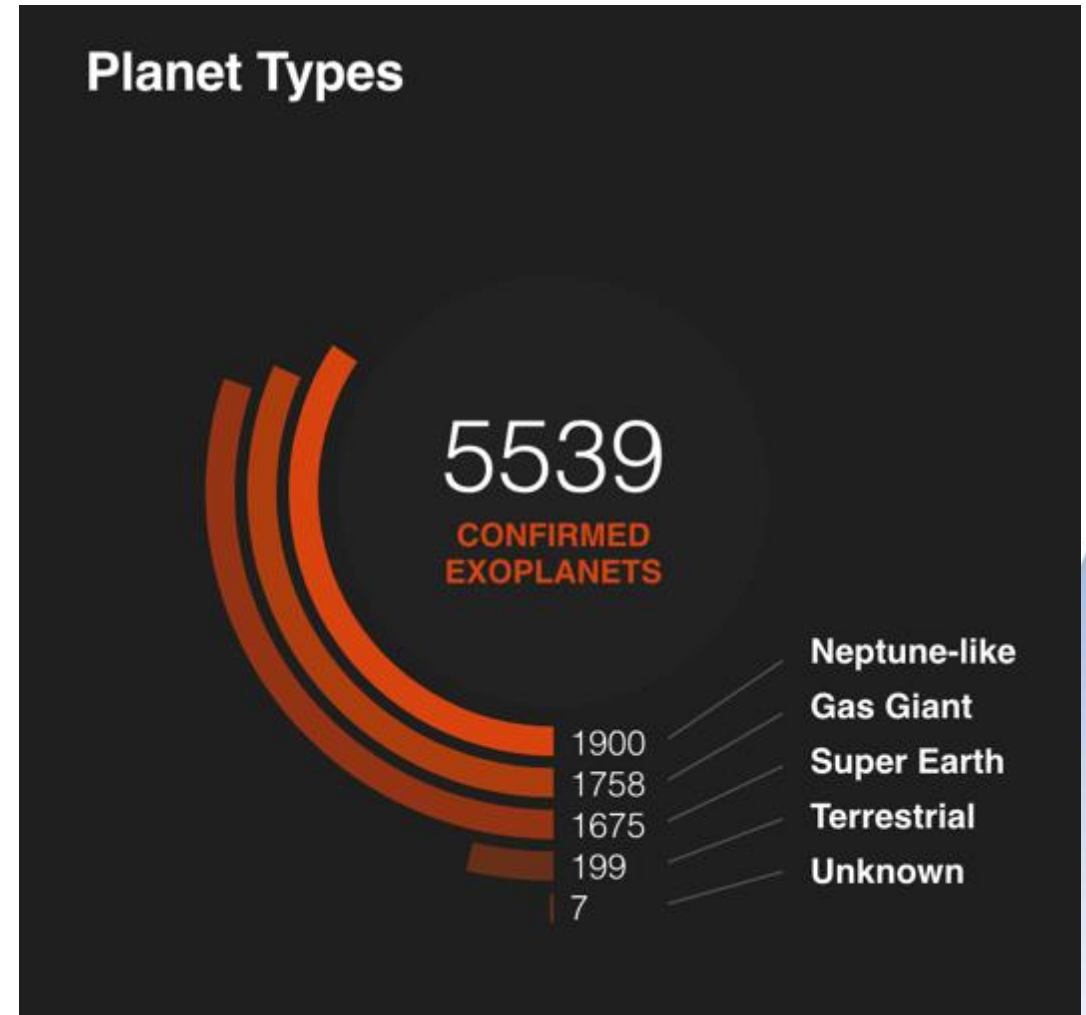 Planet Types
5539
CONFIRMED
EXOPLANETS
Neptune-like
Gas Giant
Super Earth
Terrestrial
Unknown
1900
1758
1675
199
7